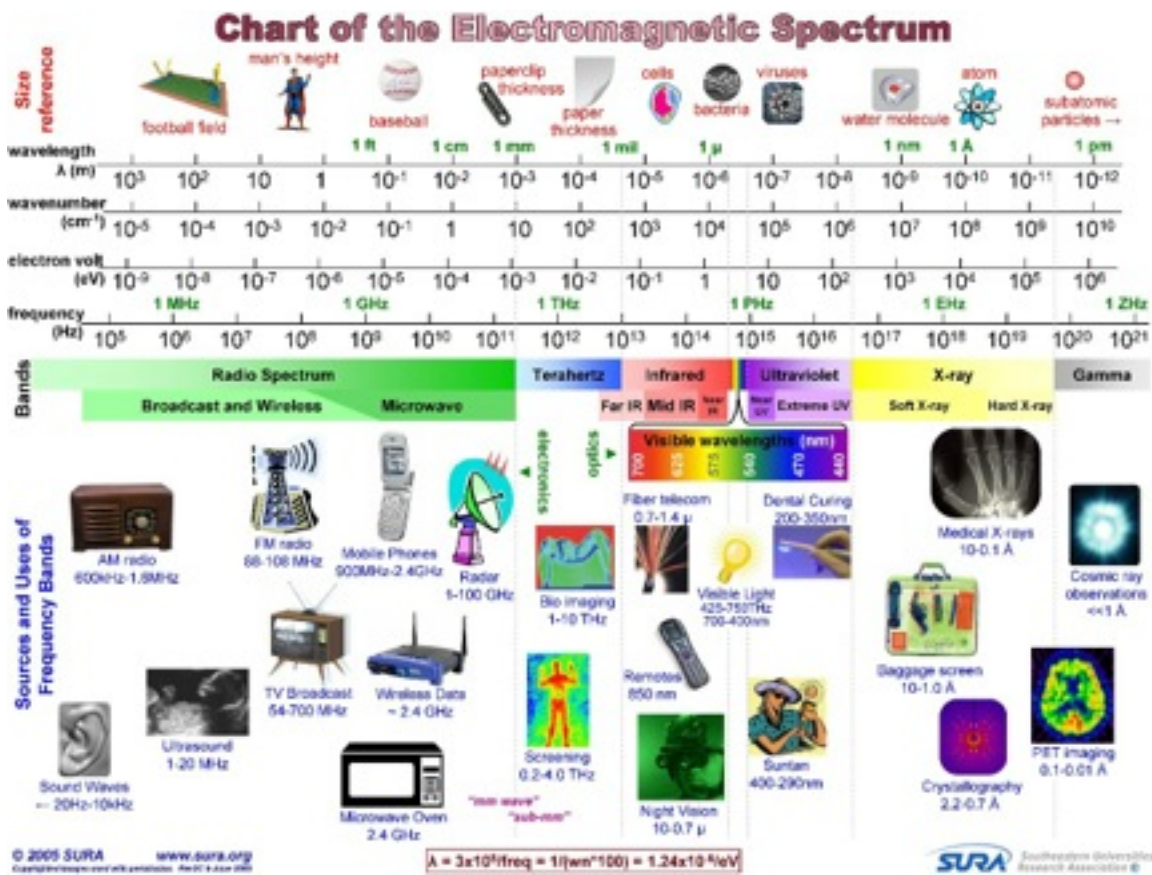 Chart of the Electromagnetic Spectrum
Size reference
football field
man's height
baseball
paperclip thickness
paper thickness
cells
bacteria
viruses
water molecule
atom
subatomic particles →
wavelength λ (m)
1 ft 1 cm 1 mm 1 mil 1 µ 1 nm 1 Å 1 pm
10³ 10² 10 1 10⁻¹ 10⁻² 10⁻³ 10⁻⁴ 10⁻⁵ 10⁻⁶ 10⁻⁷ 10⁻⁸ 10⁻⁹ 10⁻¹⁰ 10⁻¹¹ 10⁻¹²
wavenumber (cm⁻¹)
10⁻⁵ 10⁻⁴ 10⁻³ 10⁻² 10⁻¹ 1 10 10² 10³ 10⁴ 10⁵ 10⁶ 10⁷ 10⁸ 10⁹ 10¹⁰
electron volt (eV)
10⁻⁹ 10⁻⁸ 10⁻⁷ 10⁻⁶ 10⁻⁵ 10⁻⁴ 10⁻³ 10⁻² 10⁻¹ 1 10 10² 10³ 10⁴ 10⁵ 10⁶
frequency (Hz)
1 MHz 1 GHz 1 THz 1 PHz 1 EHz 1 ZHz
10⁵ 10⁶ 10⁷ 10⁸ 10⁹ 10¹⁰ 10¹¹ 10¹² 10¹³ 10¹⁴ 10¹⁵ 10¹⁶ 10¹⁷ 10¹⁸ 10¹⁹ 10²⁰ 10²¹
Bands
Radio Spectrum Terahertz Infrared Ultraviolet X-ray Gamma
Broadcast and Wireless Microwave Far IR Mid IR Near IR Near UV Extreme UV Soft X-ray Hard X-ray
electronics
optics
Visible wavelengths (nm)
700 625 575 540 470 440
Sources and Uses of Frequency Bands
AM radio
600kHz-1.6MHz
FM radio
88-108 MHz
Mobile Phones
900MHz-2.4GHz
Radar
1-100 GHz
Bio imaging
1-10 THz
Fiber telecom
0.7-1.4 µ
Visible Light
425-750THz
700-400nm
Dental Curing
200-350nm
Medical X-rays
10-0.1 Å
Cosmic ray observations
<<1 Å
TV Broadcast
54-700 MHz
Wireless Data
~ 2.4 GHz
Remotes
850 nm
Baggage screen
10-1.0 Å
Sound Waves
← 20Hz-10kHz
Ultrasound
1-20 MHz
Microwave Oven
2.4 GHz
Screening
0.2-4.0 THz
"mm wave"
"sub-mm"
Night Vision
10-0.7 µ
Suntan
400-290nm
Crystallography
2.2-0.7 Å
PET imaging
0.1-0.01 Å
© 2005 SURA www.sura.org
λ = 3x10⁸/freq = 1/(wn*100) = 1.24x10⁻⁶/eV
SURA
Southeastern Universities
Research Association